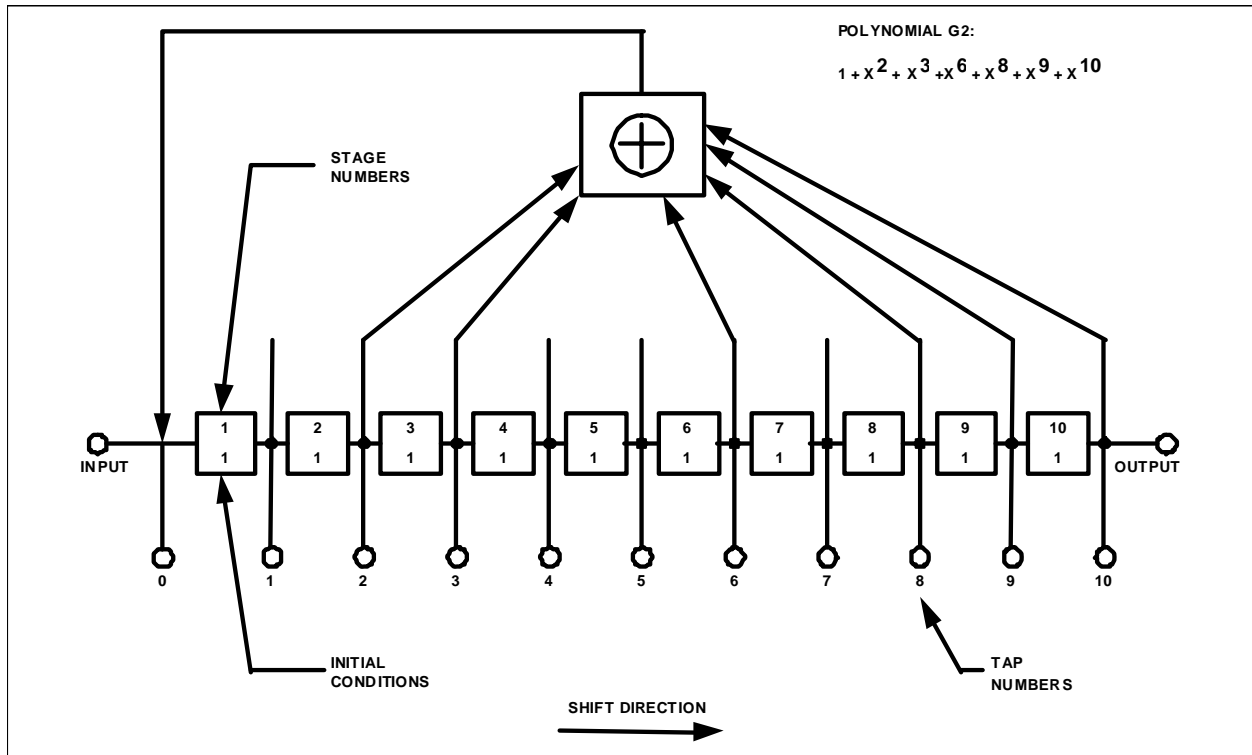 POLYNOMIAL G2:
1 + X2 + X3 +X6 + X8 + X9 + X10
STAGE
NUMBERS
1 2 3 4 5 6 7 8 9 10
1 1 1 1 1 1 1 1 1 1
INPUT
OUTPUT
0 1 2 3 4 5 6 7 8 9 10
INITIAL
CONDITIONS
TAP
NUMBERS
SHIFT DIRECTION